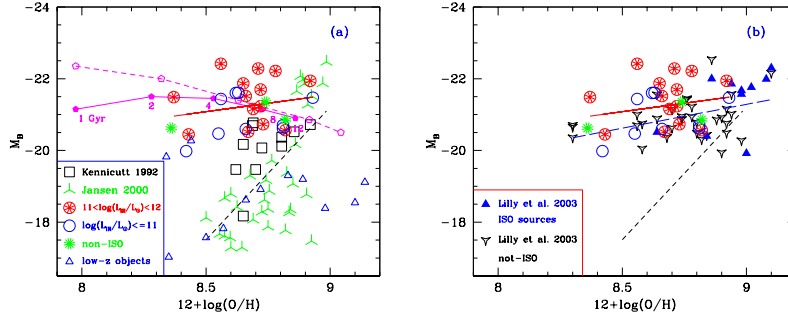 (a)
-24
-22
-20
-18
M_B
1 Gyr
2
4
8
12
Kennicutt 1992
Jansen 2000
11<log(L_IR/L_⊙)<12
log(L_IR/L_⊙)<=11
non-ISO
low-z objects
8
8.5
9
12+log(O/H)
(b)
-24
-22
-20
-18
M_B
Lilly et al. 2003
ISO sources
Lilly et al. 2003
not-ISO
8
8.5
9
12+log(O/H)